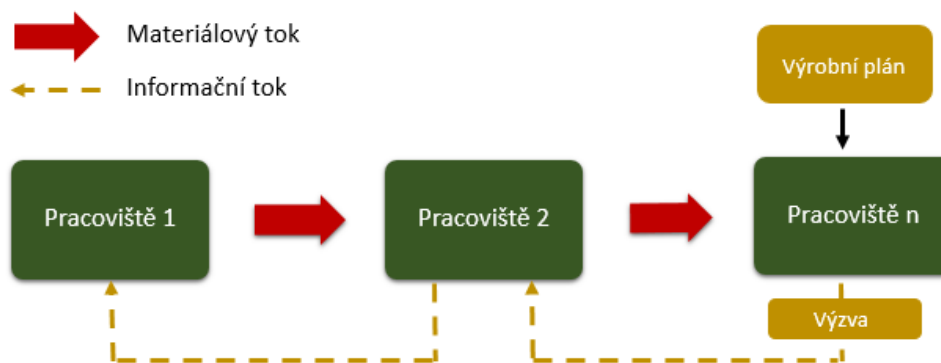 Materiálový tok
Informační tok
Výrobní plán
Pracoviště 1
Pracoviště 2
Pracoviště n
Výzva